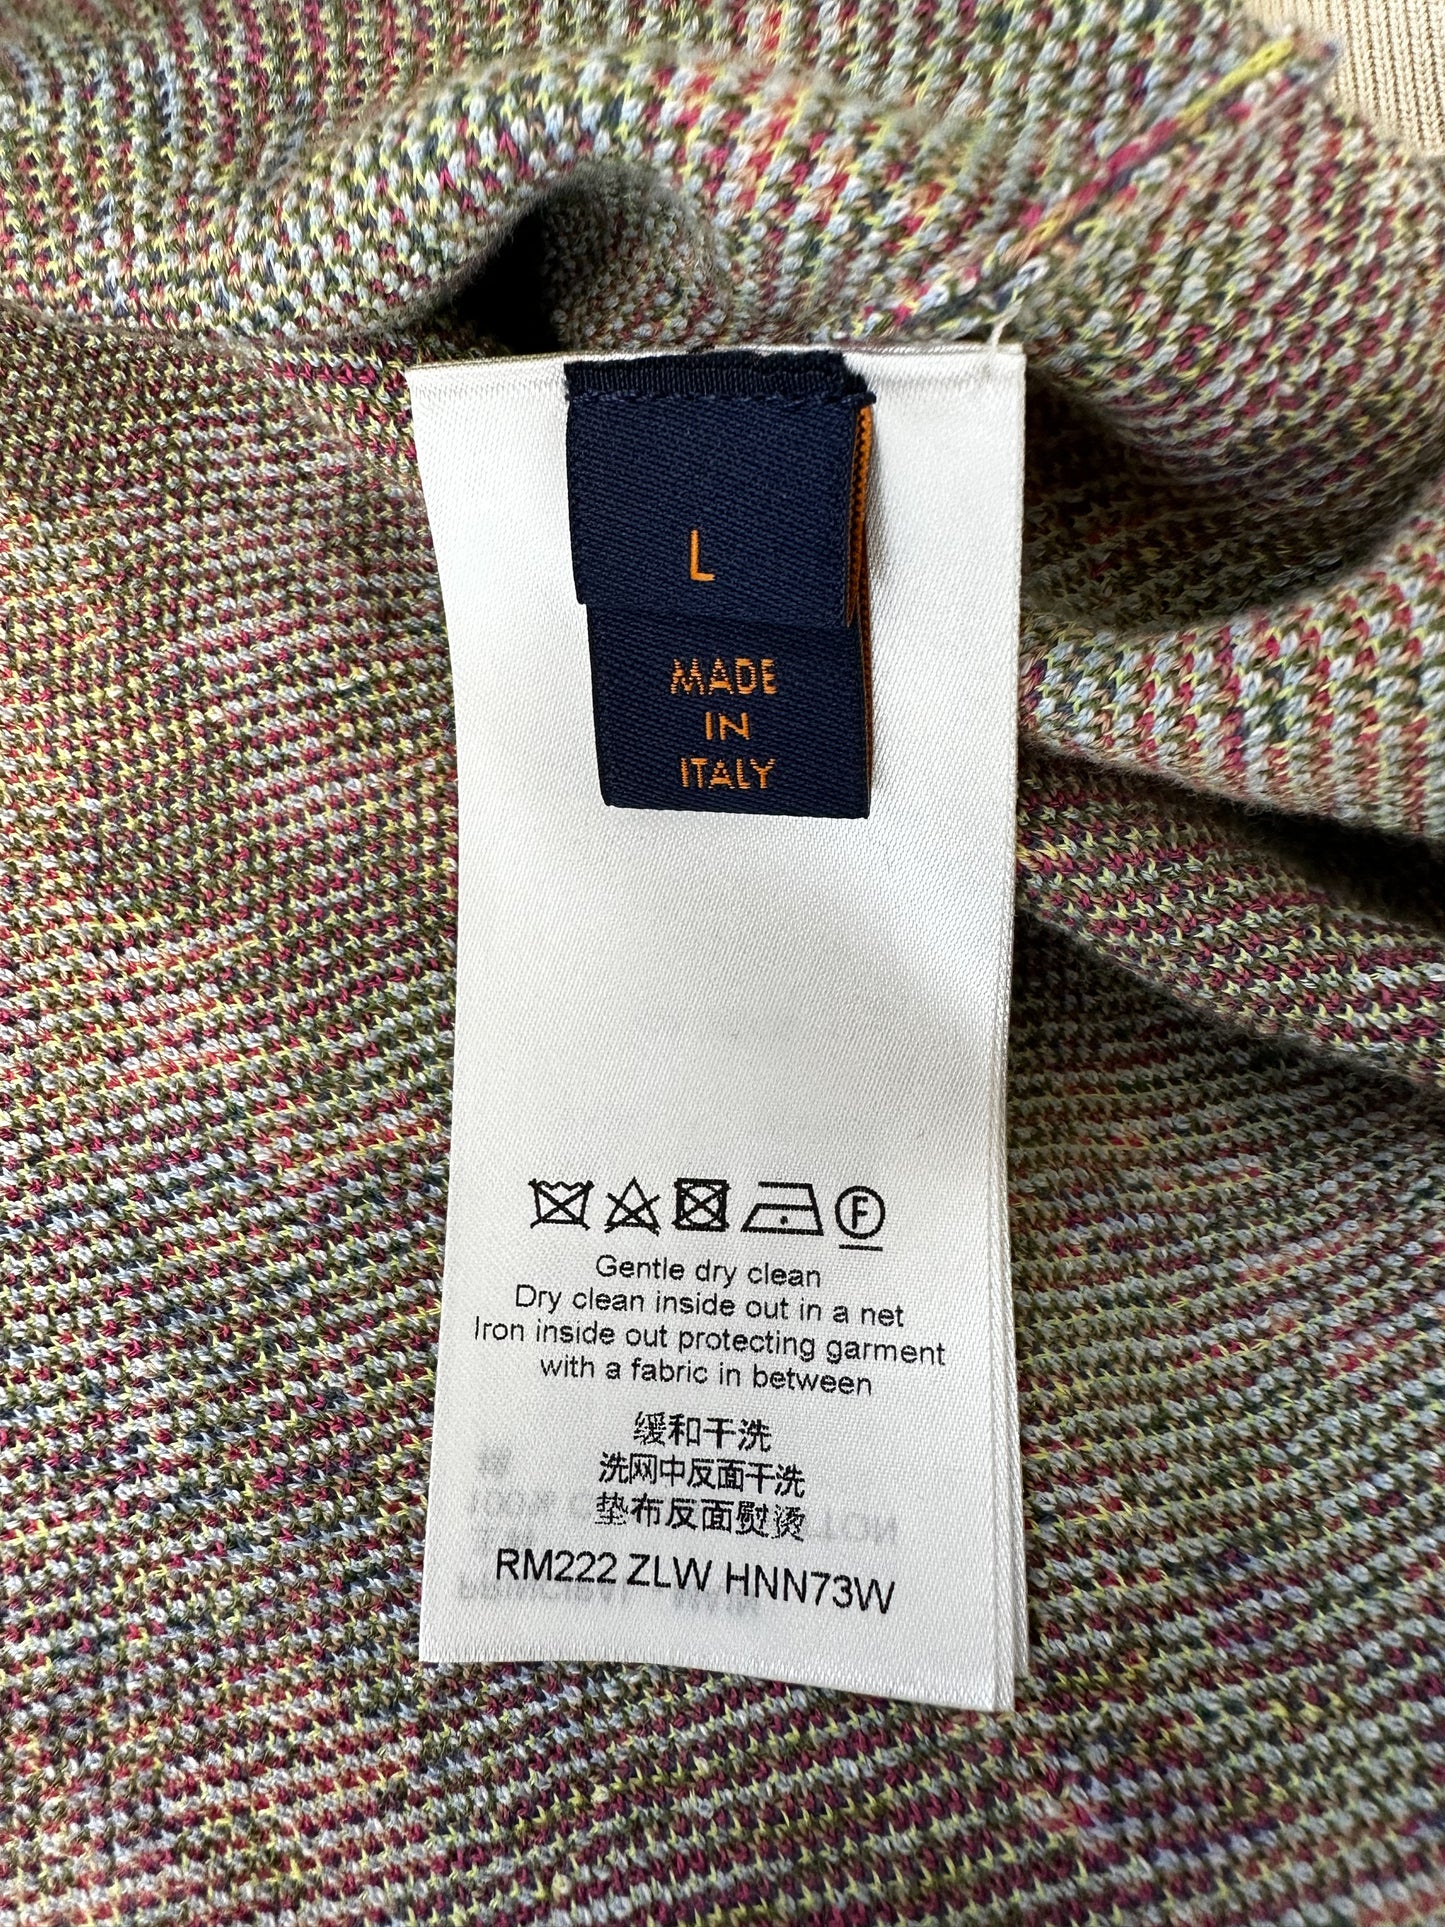 L
MADE
IN
ITALY
F
Gentle dry clean
Dry clean inside out in a net
Iron inside out protecting garment
with a fabric in between
缓和干洗
洗网中反面干洗
垫布反面熨烫
RM222 ZLW HNN73W